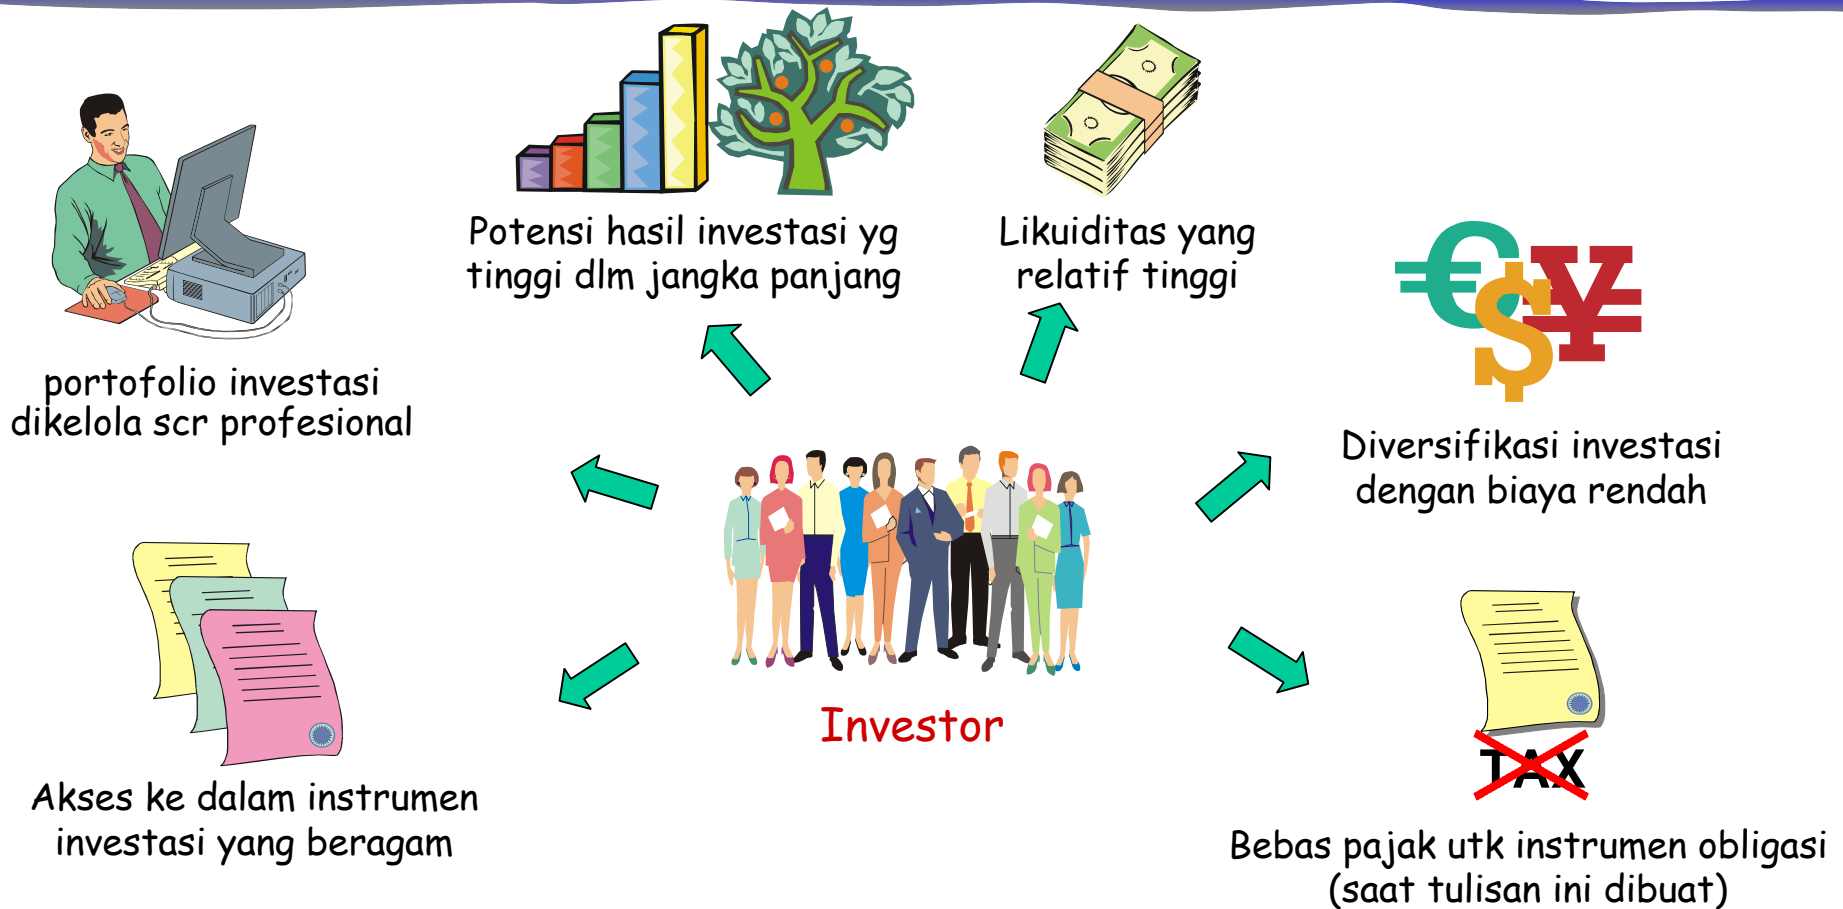 Potensi hasil investasi yg
tinggi dlm jangka panjang
Likuiditas yang
relatif tinggi
portofolio investasi
dikelola scr profesional
Diversifikasi investasi
dengan biaya rendah
Investor
TAX
Akses ke dalam instrumen
investasi yang beragam
Bebas pajak utk instrumen obligasi
(saat tulisan ini dibuat)